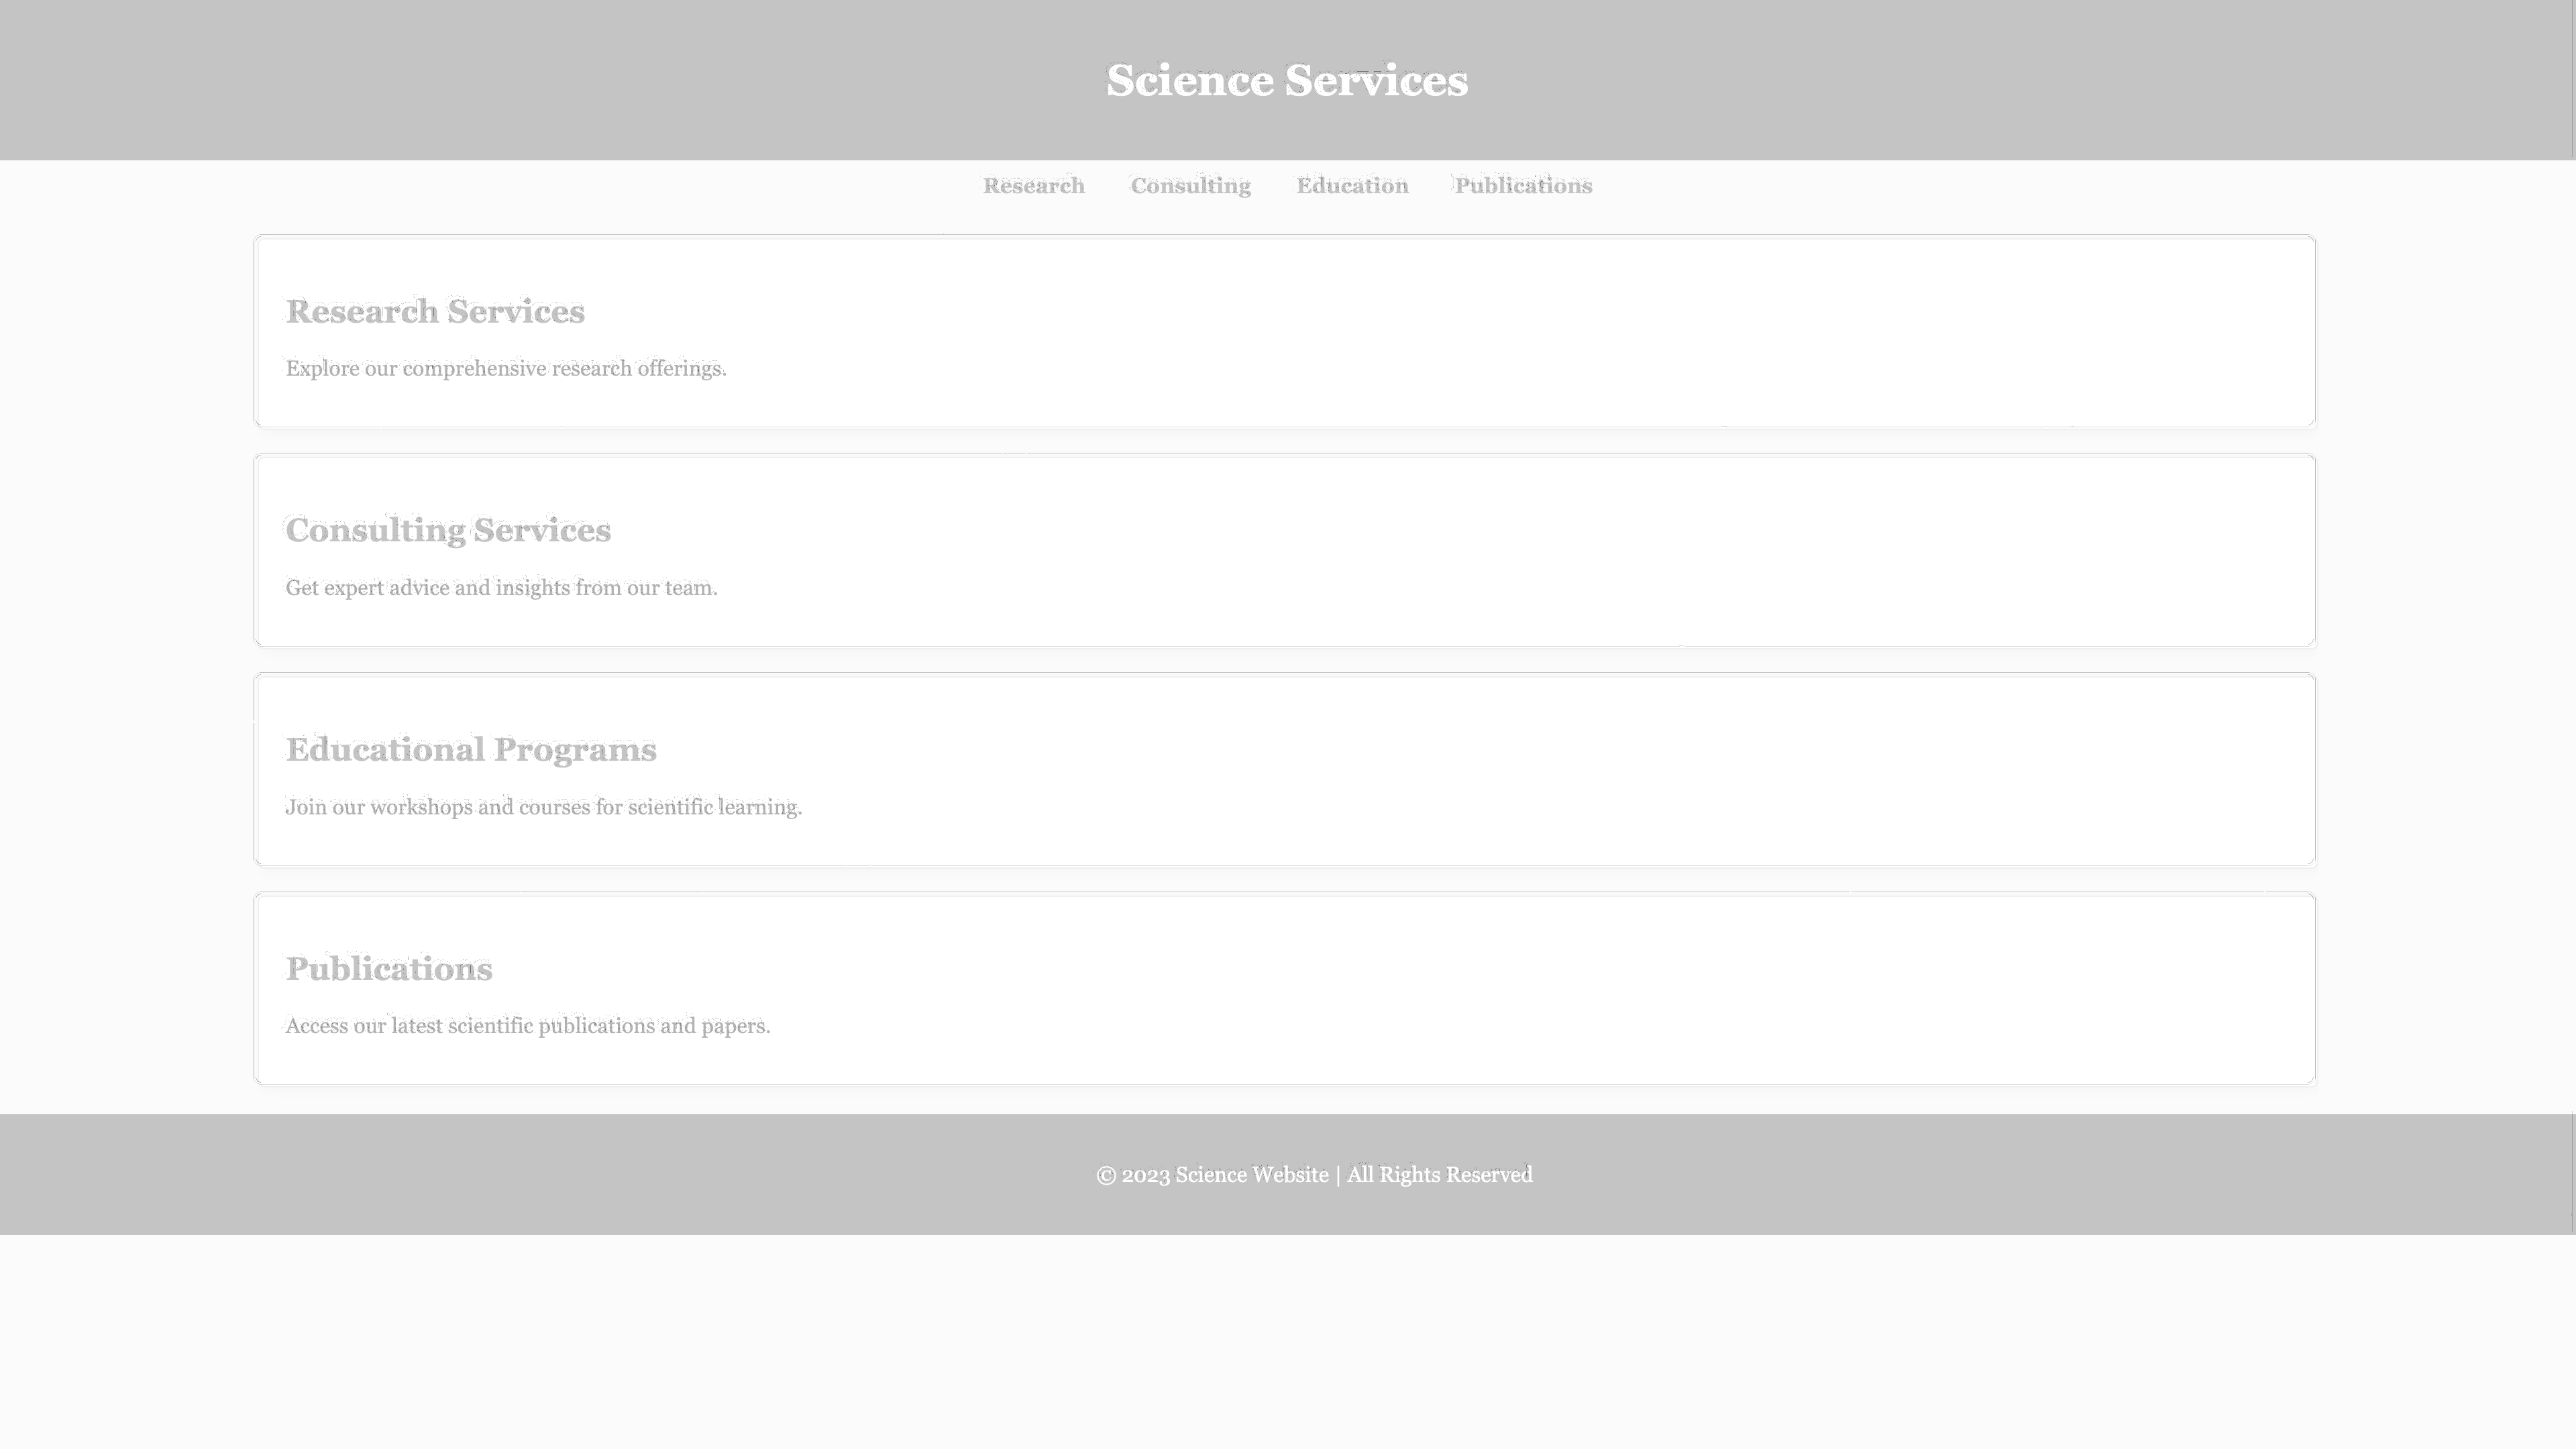 Science Services
Research Consulting Education Publications
Research Services
Explore our comprehensive research offerings.
Consulting Services
Get expert advice and insights from our team.
Educational Programs
Join our workshops and courses for scientific learning.
Publications
Access our latest scientific publications and papers.
© 2023 Science Website | All Rights Reserved